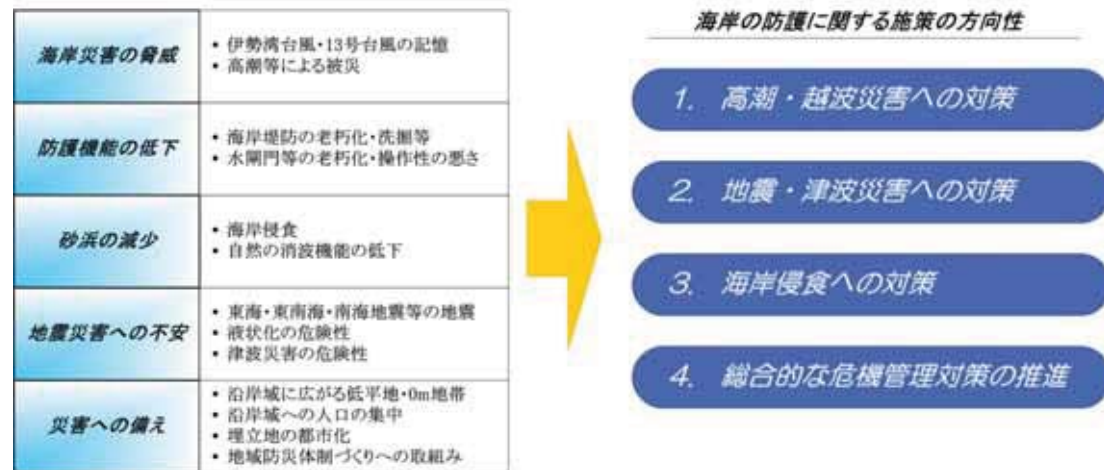 海岸災害の脅威
• 伊勢湾台風・13号台風の記憶
• 高潮等による被災
防護機能の低下
• 海岸堤防の老朽化・洗掘等
• 水閘門等の老朽化・操作性の悪さ
砂浜の減少
• 海岸侵食
• 自然の消波機能の低下
地震災害への不安
• 東海・東南海・南海地震等の地震
• 液状化の危険性
• 津波災害の危険性
災害への備え
• 沿岸域に広がる低平地・0m地帯
• 沿岸域への人口の集中
• 埋立地の都市化
• 地域防災体制づくりへの取組み
海岸の防護に関する施策の方向性
1. 高潮・越波災害への対策
2. 地震・津波災害への対策
3. 海岸侵食への対策
4. 総合的な危機管理対策の推進